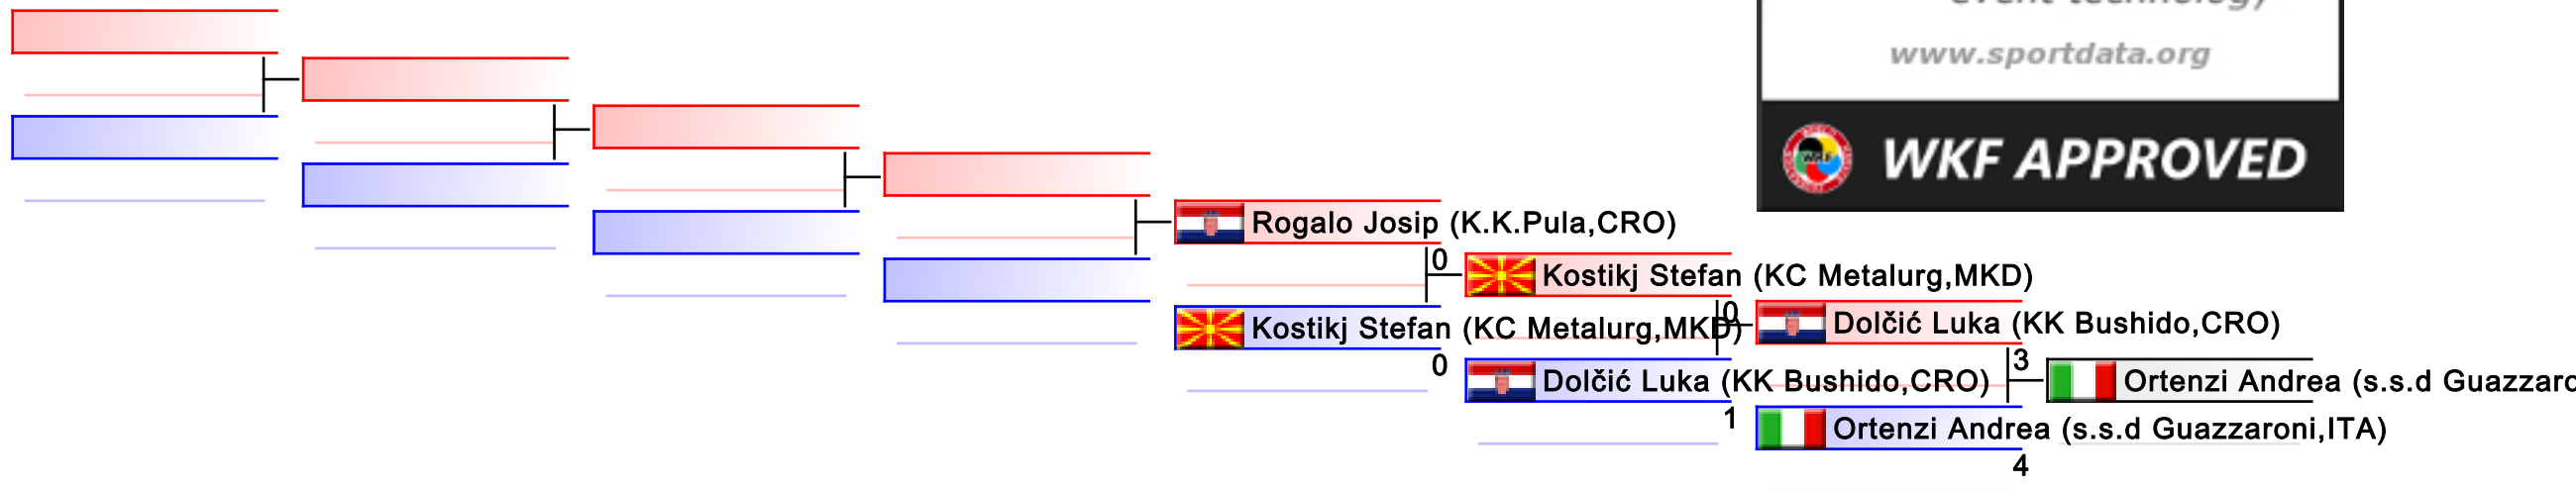 event technology
www.sportdata.org
WKF APPROVED
Rogalo Josip (K.K.Pula,CRO)
0
Kostikj Stefan (KC Metalurg,MKD)
0
Kostikj Stefan (KC Metalurg,MKD)
0
Dolčić Luka (KK Bushido,CRO)
3
Dolčić Luka (KK Bushido,CRO)
1
Ortenzi Andrea (s.s.d Guazzaro
Ortenzi Andrea (s.s.d Guazzaroni,ITA)
4